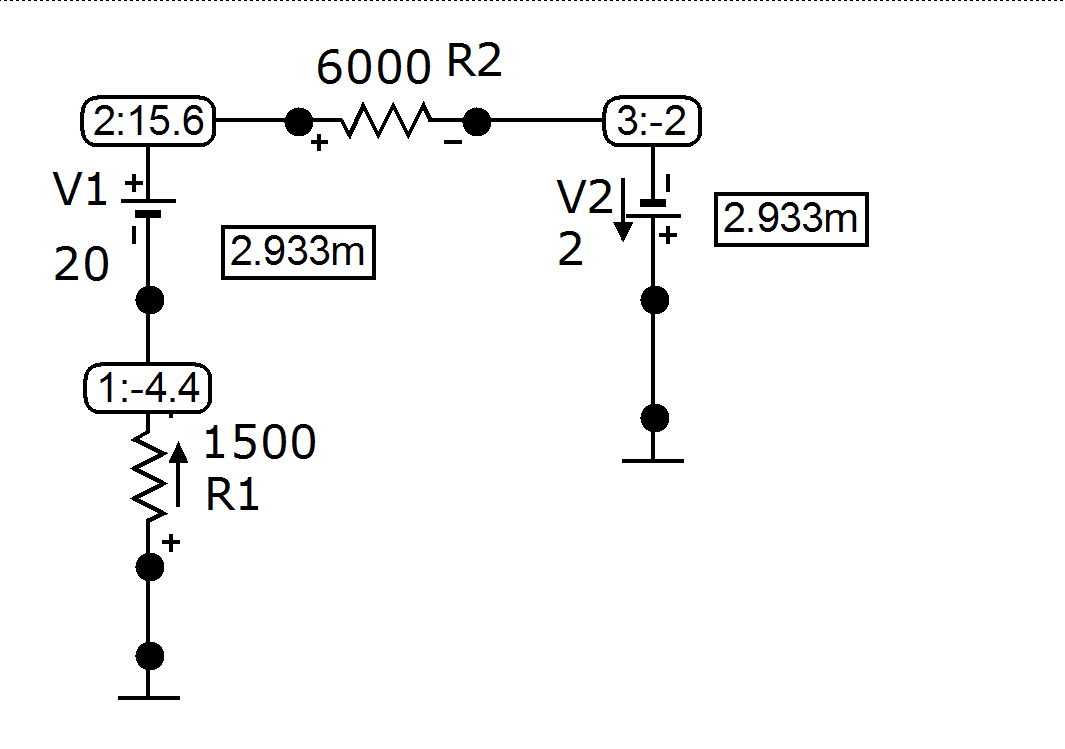 6000 R2
2:15.6
+
-
3:-2
V1
+
-
20
2.933m
V2
2
-
+
2.933m
1:-4.4
1500
R1
+